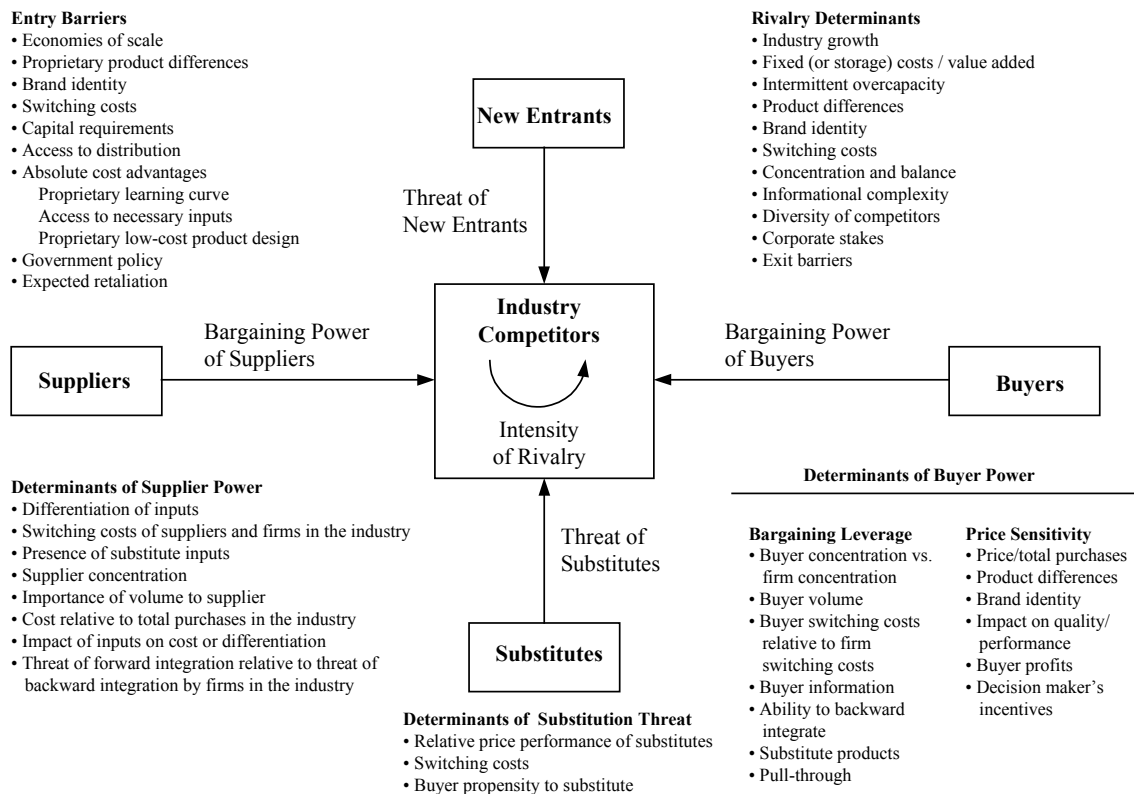 Entry Barriers
• Economies of scale
• Proprietary product differences
• Brand identity
• Switching costs
• Capital requirements
• Access to distribution
• Absolute cost advantages
Proprietary learning curve
Access to necessary inputs
Proprietary low-cost product design
• Government policy
• Expected retaliation
New Entrants
Threat of
New Entrants
Rivalry Determinants
• Industry growth
• Fixed (or storage) costs / value added
• Intermittent overcapacity
• Product differences
• Brand identity
• Switching costs
• Concentration and balance
• Informational complexity
• Diversity of competitors
• Corporate stakes
• Exit barriers
Suppliers
Bargaining Power
of Suppliers
Industry
Competitors
Intensity
of Rivalry
Bargaining Power
of Buyers
Buyers
Determinants of Supplier Power
• Differentiation of inputs
• Switching costs of suppliers and firms in the industry
• Presence of substitute inputs
• Supplier concentration
• Importance of volume to supplier
• Cost relative to total purchases in the industry
• Impact of inputs on cost or differentiation
• Threat of forward integration relative to threat of
backward integration by firms in the industry
Threat of
Substitutes
Substitutes
Determinants of Substitution Threat
• Relative price performance of substitutes
• Switching costs
• Buyer propensity to substitute
Determinants of Buyer Power
Bargaining Leverage
• Buyer concentration vs.
firm concentration
• Buyer volume
• Buyer switching costs
relative to firm
switching costs
• Buyer information
• Ability to backward
integrate
• Substitute products
• Pull-through
Price Sensitivity
• Price/total purchases
• Product differences
• Brand identity
• Impact on quality/
performance
• Buyer profits
• Decision maker's
incentives